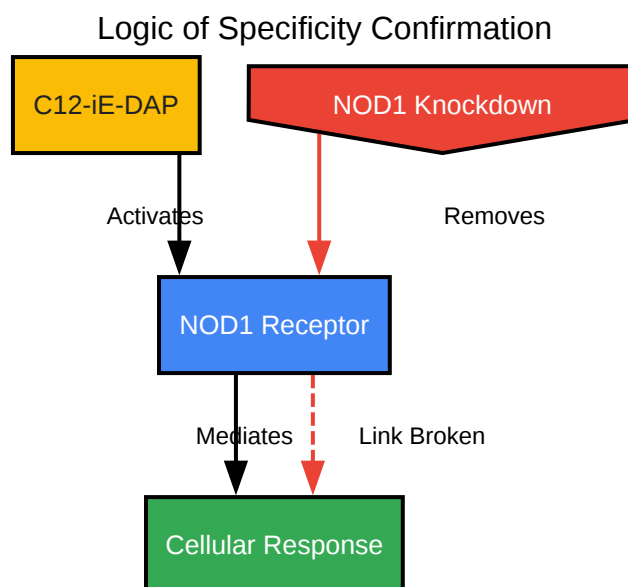 Logic of Specificity Confirmation
C12-iE-DAP
NOD1 Knockdown
Activates
Removes
NOD1 Receptor
Mediates
Link Broken
Cellular Response